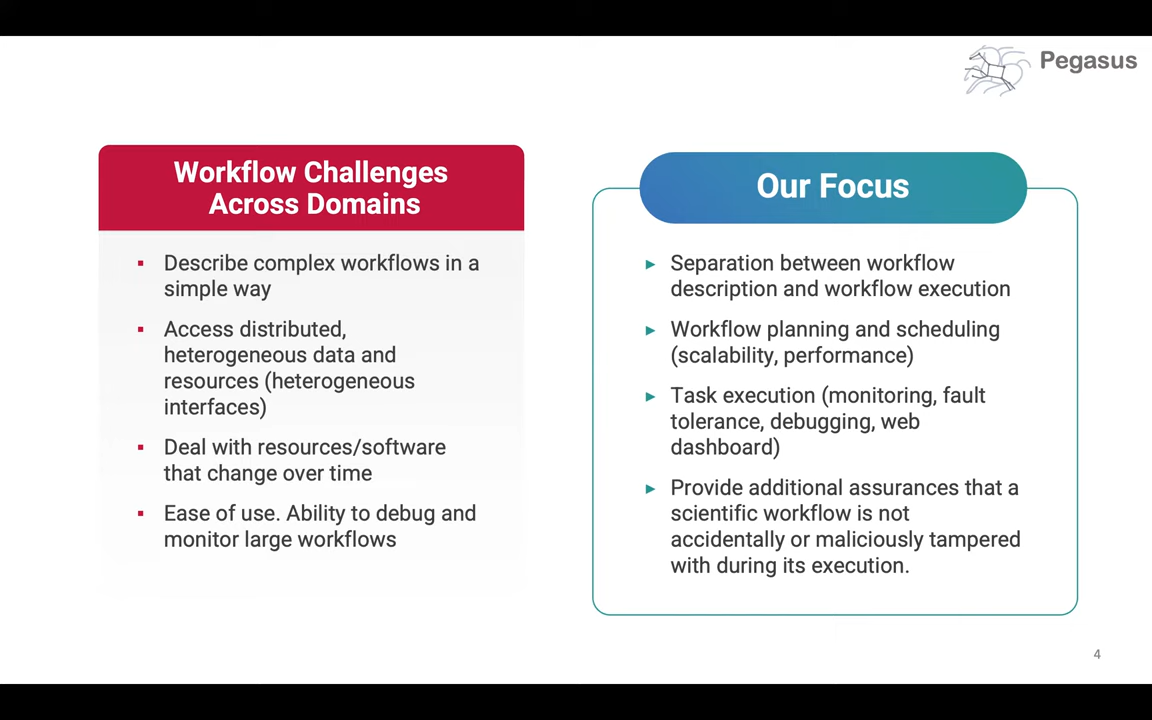 Pegasus
Workflow Challenges
Across Domains
Describe complex workflows in a
simple way
Access distributed,
heterogeneous data and
resources (heterogeneous
interfaces)
Deal with resources/software
that change over time
Ease of use. Ability to debug and
monitor large workflows
Our Focus
Separation between workflow
description and workflow execution
Workflow planning and scheduling
(scalability, performance)
Task execution (monitoring, fault
tolerance, debugging, web
dashboard)
Provide additional assurances that a
scientific workflow is not
accidentally or maliciously tampered
with during its execution.
4